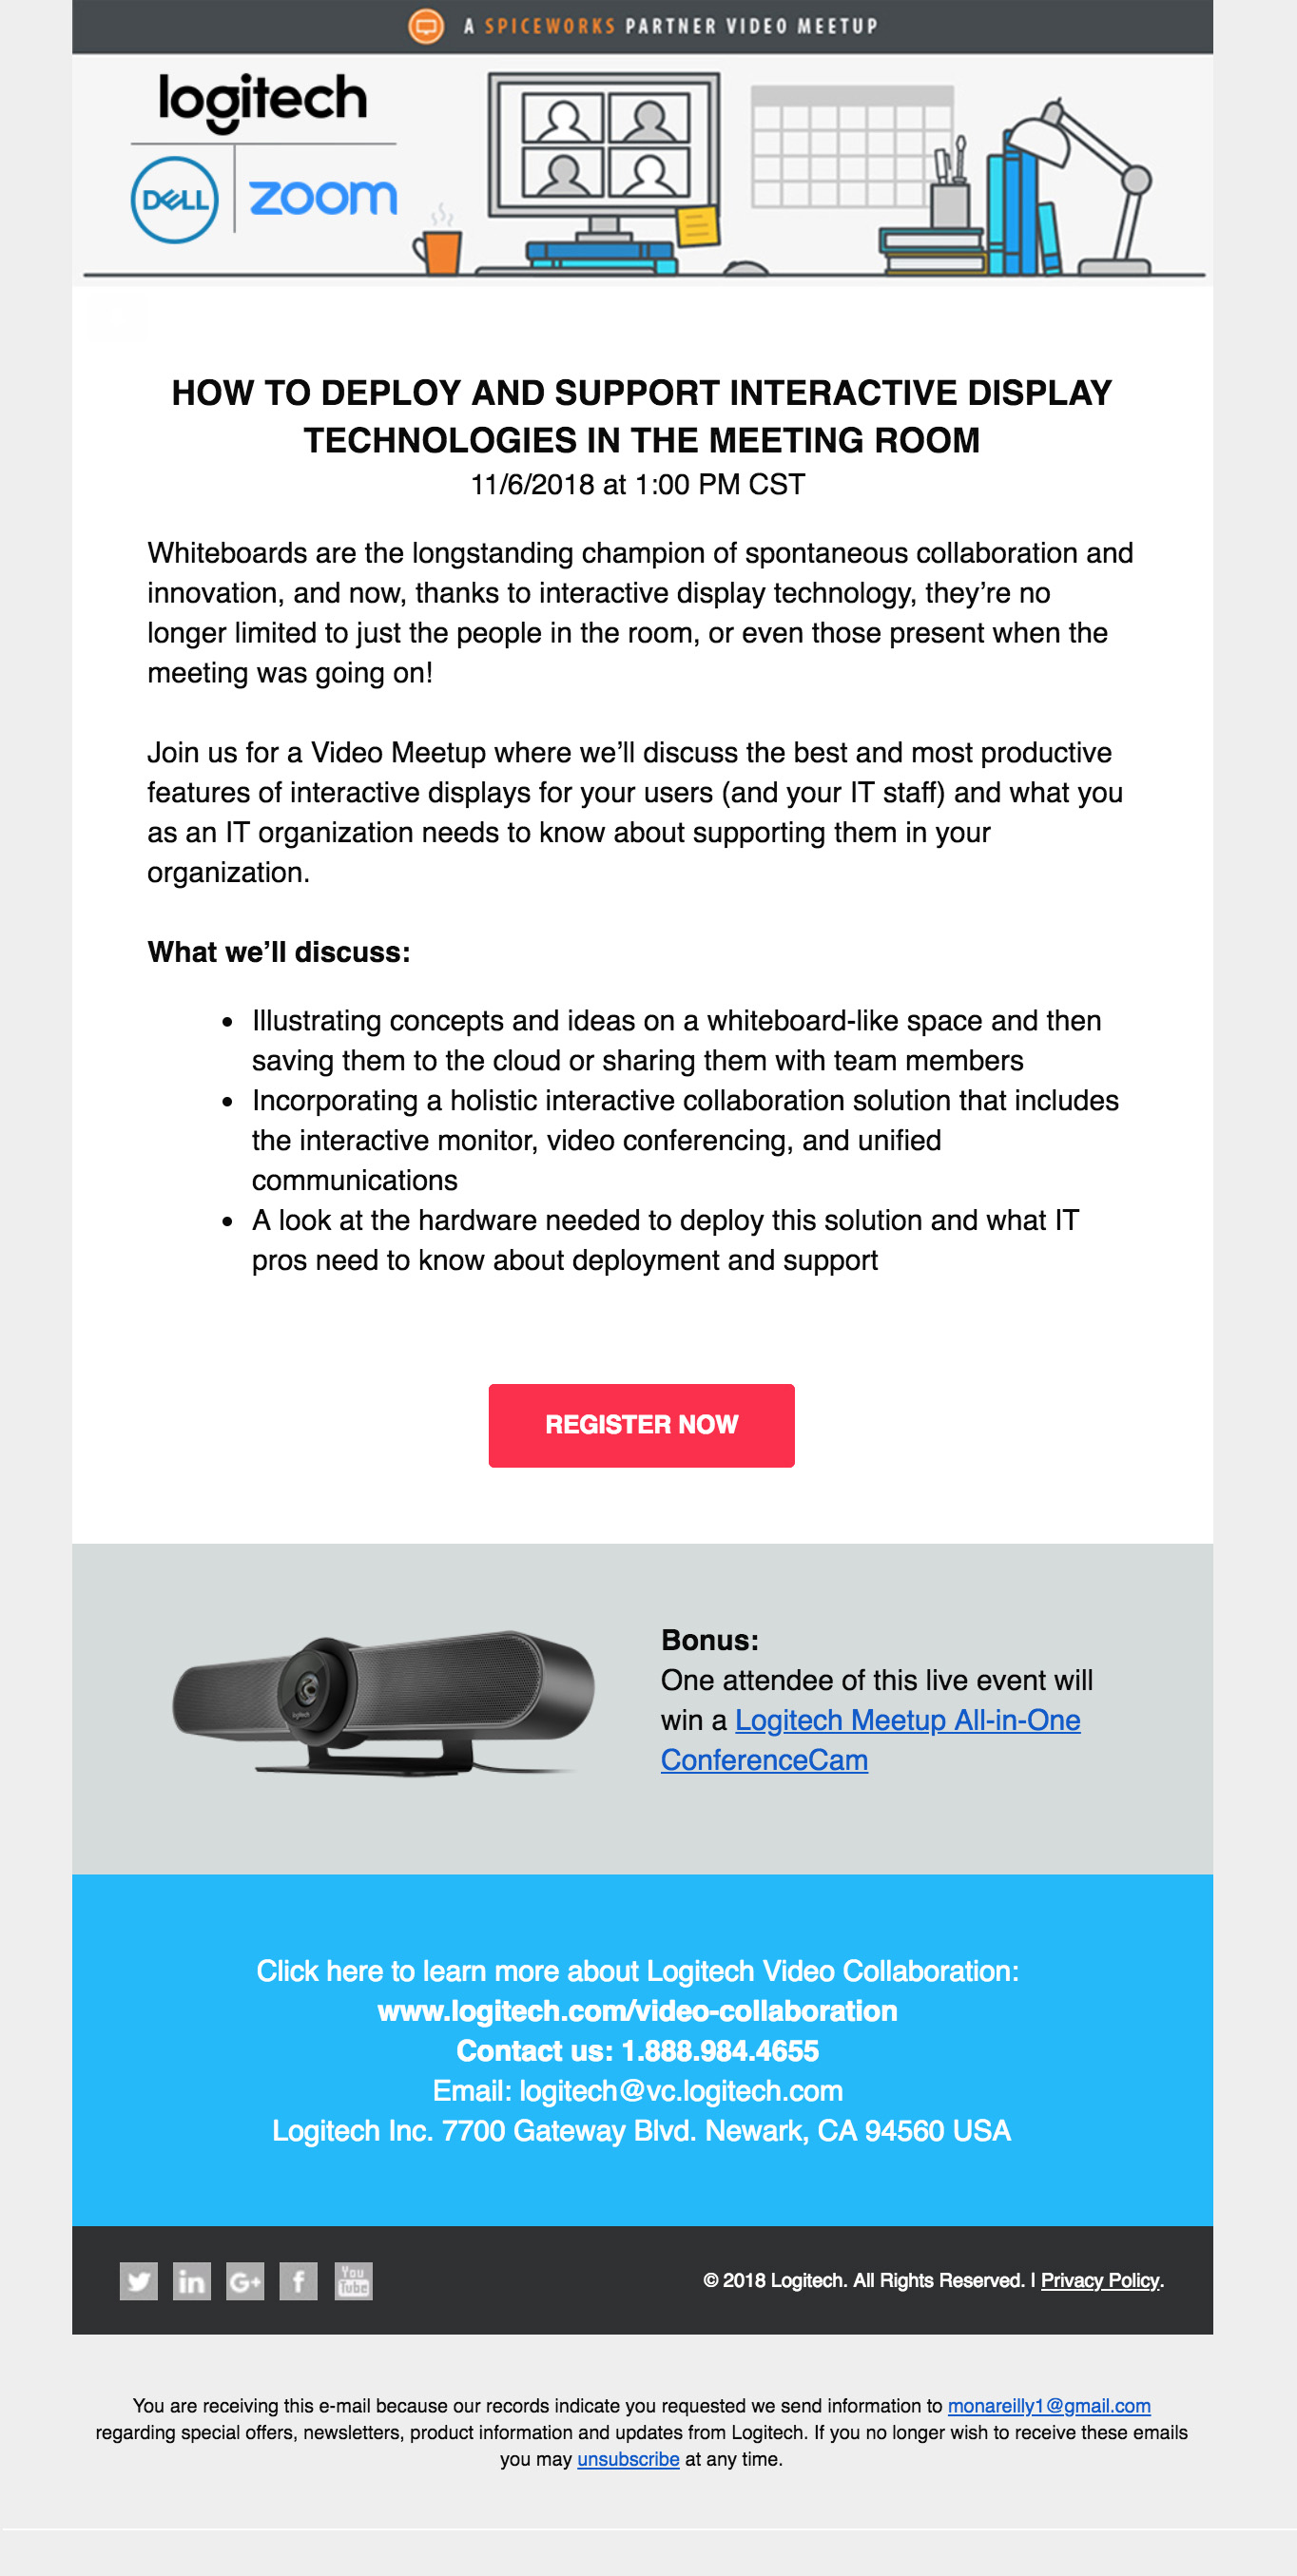 A SPICEWORKS PARTNER VIDEO MEETUP
logitech
DELL
zoom
HOW TO DEPLOY AND SUPPORT INTERACTIVE DISPLAY
TECHNOLOGIES IN THE MEETING ROOM
11/6/2018 at 1:00 PM CST
Whiteboards are the longstanding champion of spontaneous collaboration and
innovation, and now, thanks to interactive display technology, they’re no
longer limited to just the people in the room, or even those present when the
meeting was going on!
Join us for a Video Meetup where we’ll discuss the best and most productive
features of interactive displays for your users (and your IT staff) and what you
as an IT organization needs to know about supporting them in your
organization.
What we’ll discuss:
• Illustrating concepts and ideas on a whiteboard-like space and then
saving them to the cloud or sharing them with team members
• Incorporating a holistic interactive collaboration solution that includes
the interactive monitor, video conferencing, and unified
communications
• A look at the hardware needed to deploy this solution and what IT
pros need to know about deployment and support
REGISTER NOW
logitech
Bonus:
One attendee of this live event will
win a Logitech Meetup All-in-One
ConferenceCam
Click here to learn more about Logitech Video Collaboration:
www.logitech.com/video-collaboration
Contact us: 1.888.984.4655
Email: logitech@vc.logitech.com
Logitech Inc. 7700 Gateway Blvd. Newark, CA 94560 USA
in G+ f You Tube
© 2018 Logitech. All Rights Reserved. | Privacy Policy.
You are receiving this e-mail because our records indicate you requested we send information to monareilly1@gmail.com
regarding special offers, newsletters, product information and updates from Logitech. If you no longer wish to receive these emails
you may unsubscribe at any time.